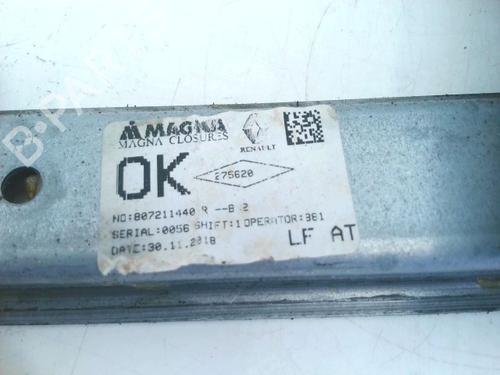 MAGNA
MAGNA CLOSURES
RENAULT
OK
275620
NO:807211440 R --B 2
SERIAL:0056 SHIFT:1 OPERATOR:381
DATE:30.11.2018
LF AT
B-PARTS